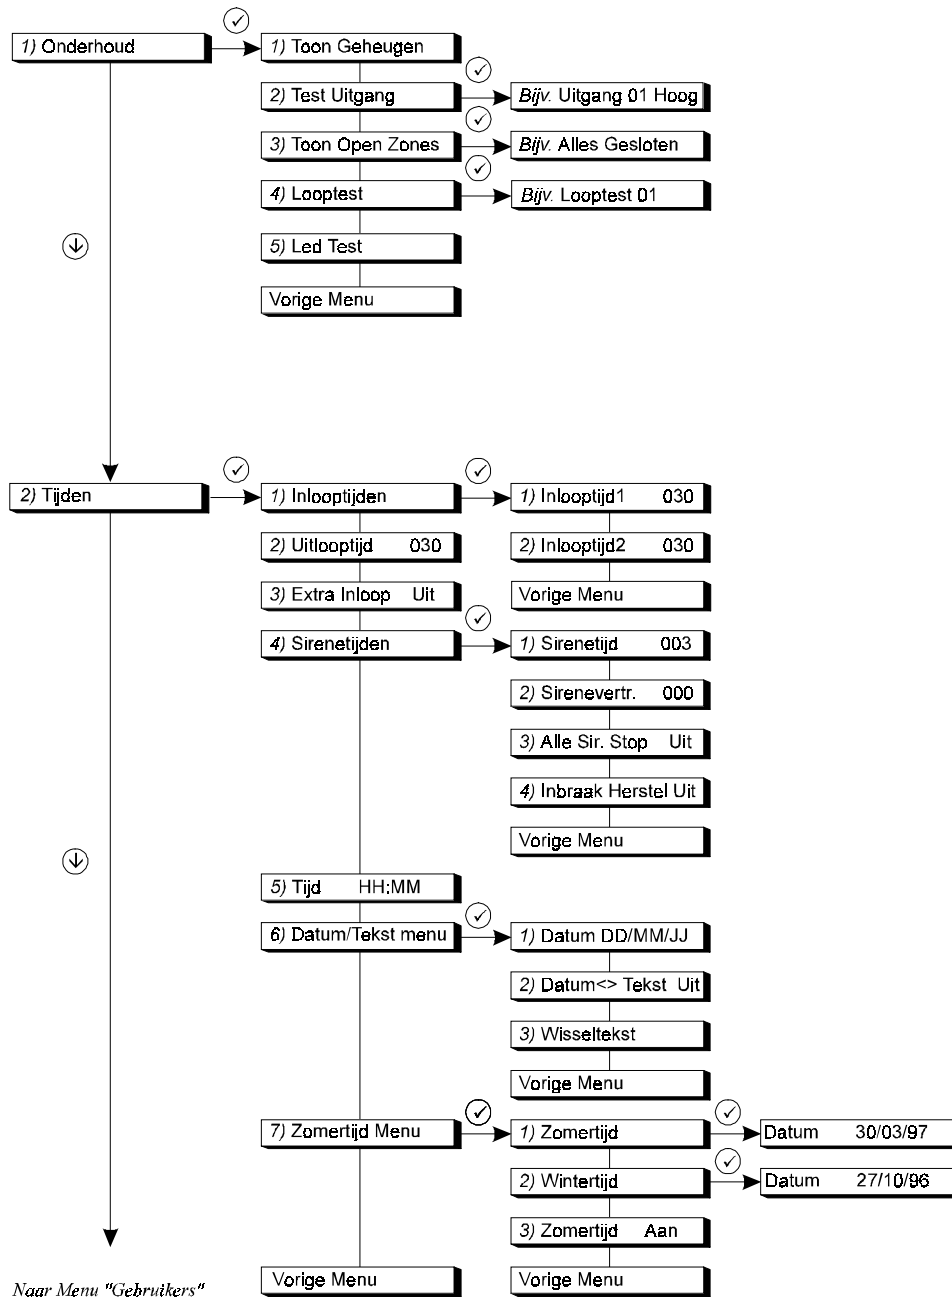 1) Onderhoud
1) Toon Geheugen
2) Test Uitgang
Bijv. Uitgang 01 Hoog
3) Toon Open Zones
Bijv. Alles Gesloten
4) Looptest
Bijv. Looptest 01
5) Led Test
Vorige Menu
2) Tijden
1) Inlooptijden
1) Inlooptijd1 030
2) Uitlooptijd 030
2) Inlooptijd2 030
3) Extra Inloop Uit
Vorige Menu
4) Sirenetijden
1) Sirenetijd 003
2) Sirenevertr. 000
3) Alle Sir. Stop Uit
4) Inbraak Herstel Uit
Vorige Menu
5) Tijd HH:MM
6) Datum/Tekst menu
1) Datum DD/MM/JJ
2) Datum<> Tekst Uit
3) Wisseltekst
Vorige Menu
7) Zomertijd Menu
1) Zomertijd
Datum 30/03/97
2) Wintertijd
Datum 27/10/96
3) Zomertijd Aan
Vorige Menu
Vorige Menu
Naar Menu "Gebruikers"